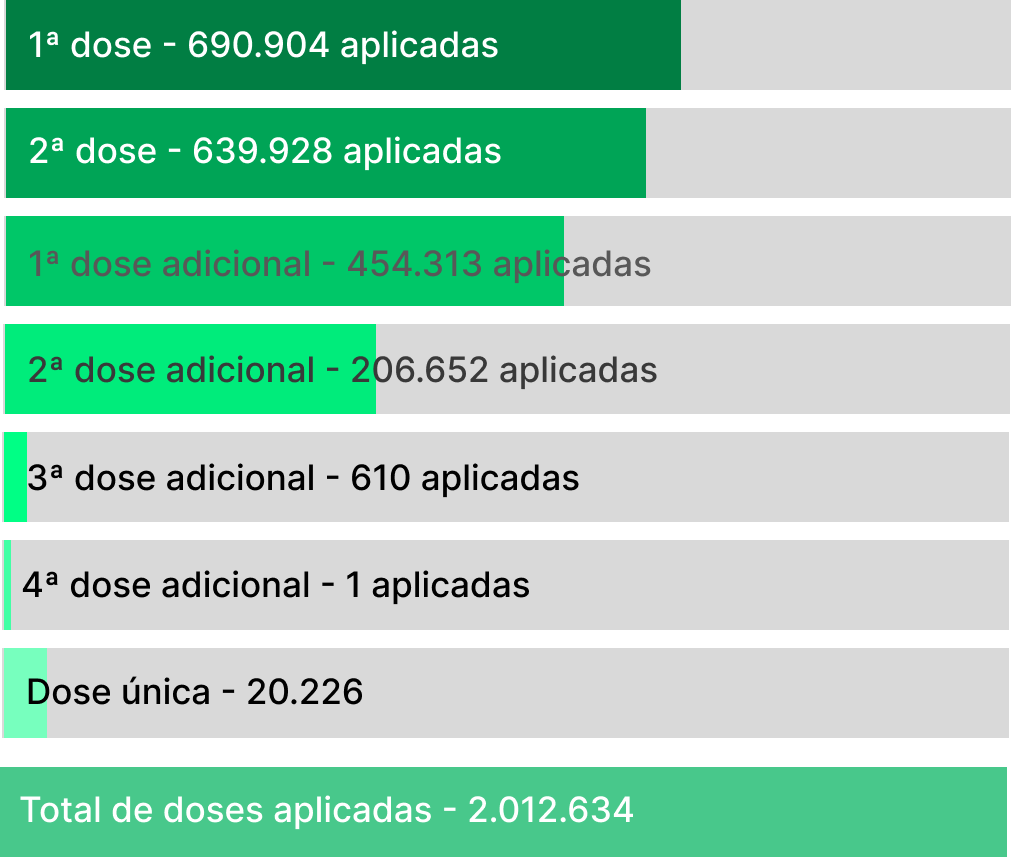 1ª dose - 690.904 aplicadas
2ª dose - 639.928 aplicadas
1ª dose adicional - 454.313 aplicadas
2ª dose adicional - 206.652 aplicadas
3ª dose adicional - 610 aplicadas
4ª dose adicional - 1 aplicadas
Dose única - 20.226
Total de doses aplicadas - 2.012.634